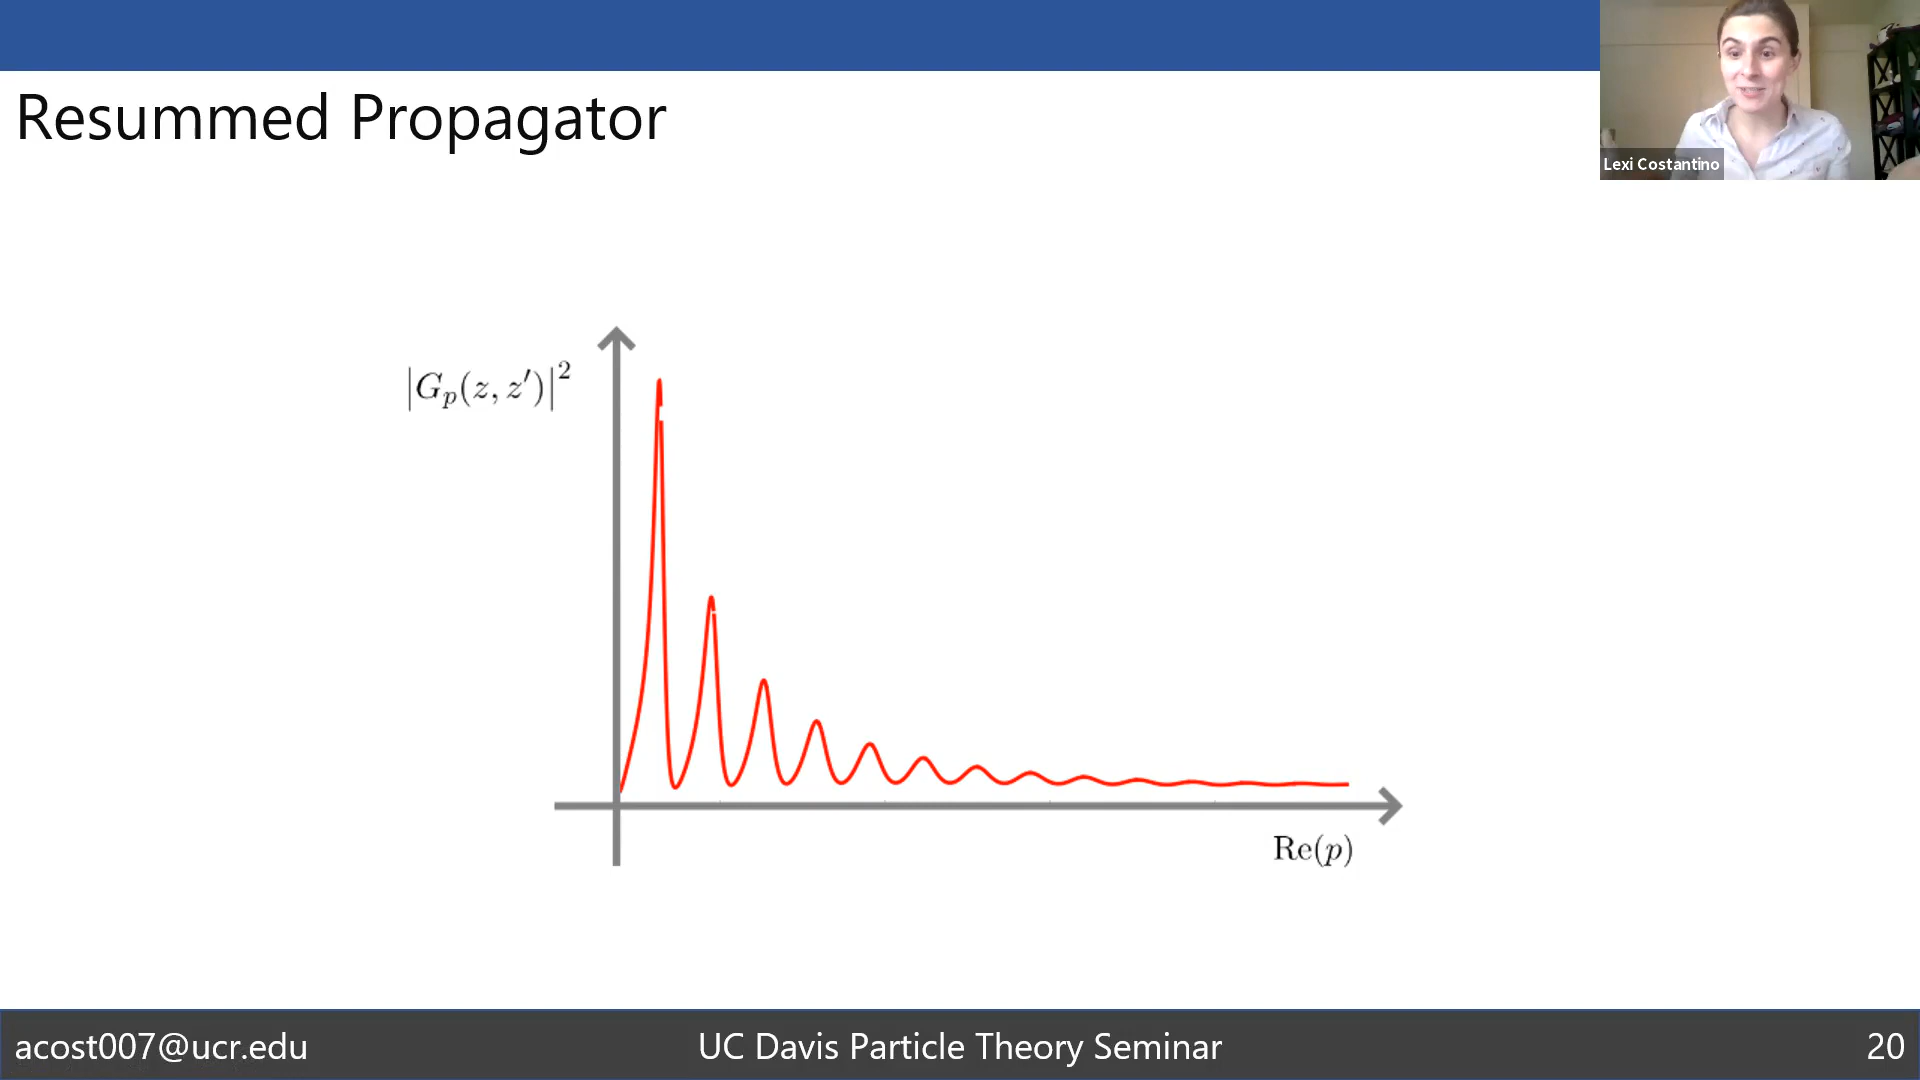 Resummed Propagator
Lexi Costantino
|G_p(z, z′)|²
Re(p)
acost007@ucr.edu
UC Davis Particle Theory Seminar
20